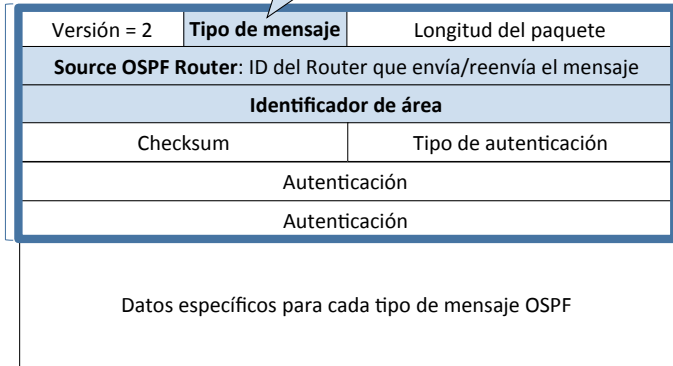 Versión = 2 Tipo de mensaje Longitud del paquete
Source OSPF Router: ID del Router que envía/reenvía el mensaje
Identificador de área
Checksum Tipo de autenticación
Autenticación
Autenticación
Datos específicos para cada tipo de mensaje OSPF